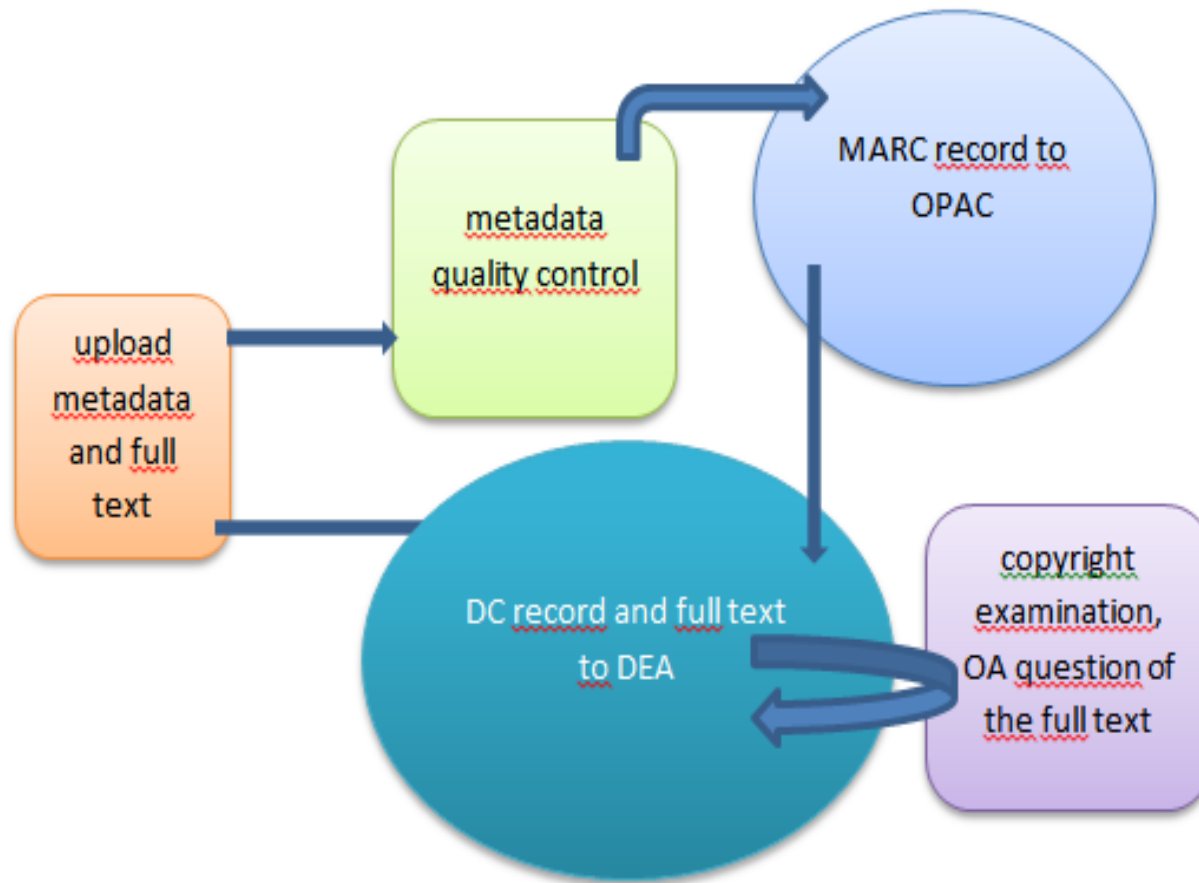 upload
metadata
and full
text
metadata
quality control
MARC record to
OPAC
DC record and full text
to DEA
copyright
examination,
OA question of
the full text